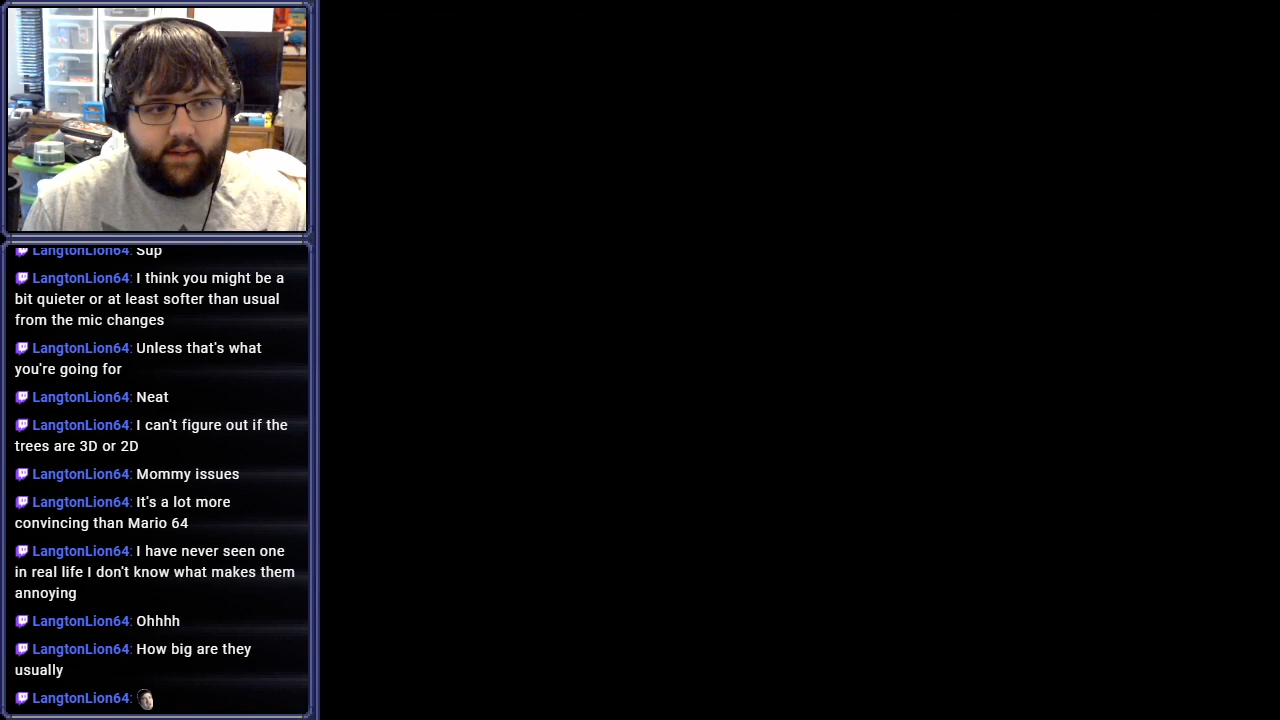 LangtonLion64: Sup
LangtonLion64: I think you might be a
bit quieter or at least softer than usual
from the mic changes
LangtonLion64: Unless that's what
you're going for
LangtonLion64: Neat
LangtonLion64: I can't figure out if the
trees are 3D or 2D
LangtonLion64: Mommy issues
LangtonLion64: It's a lot more
convincing than Mario 64
LangtonLion64: I have never seen one
in real life I don't know what makes them
annoying
LangtonLion64: Ohhhh
LangtonLion64: How big are they
usually
LangtonLion64: